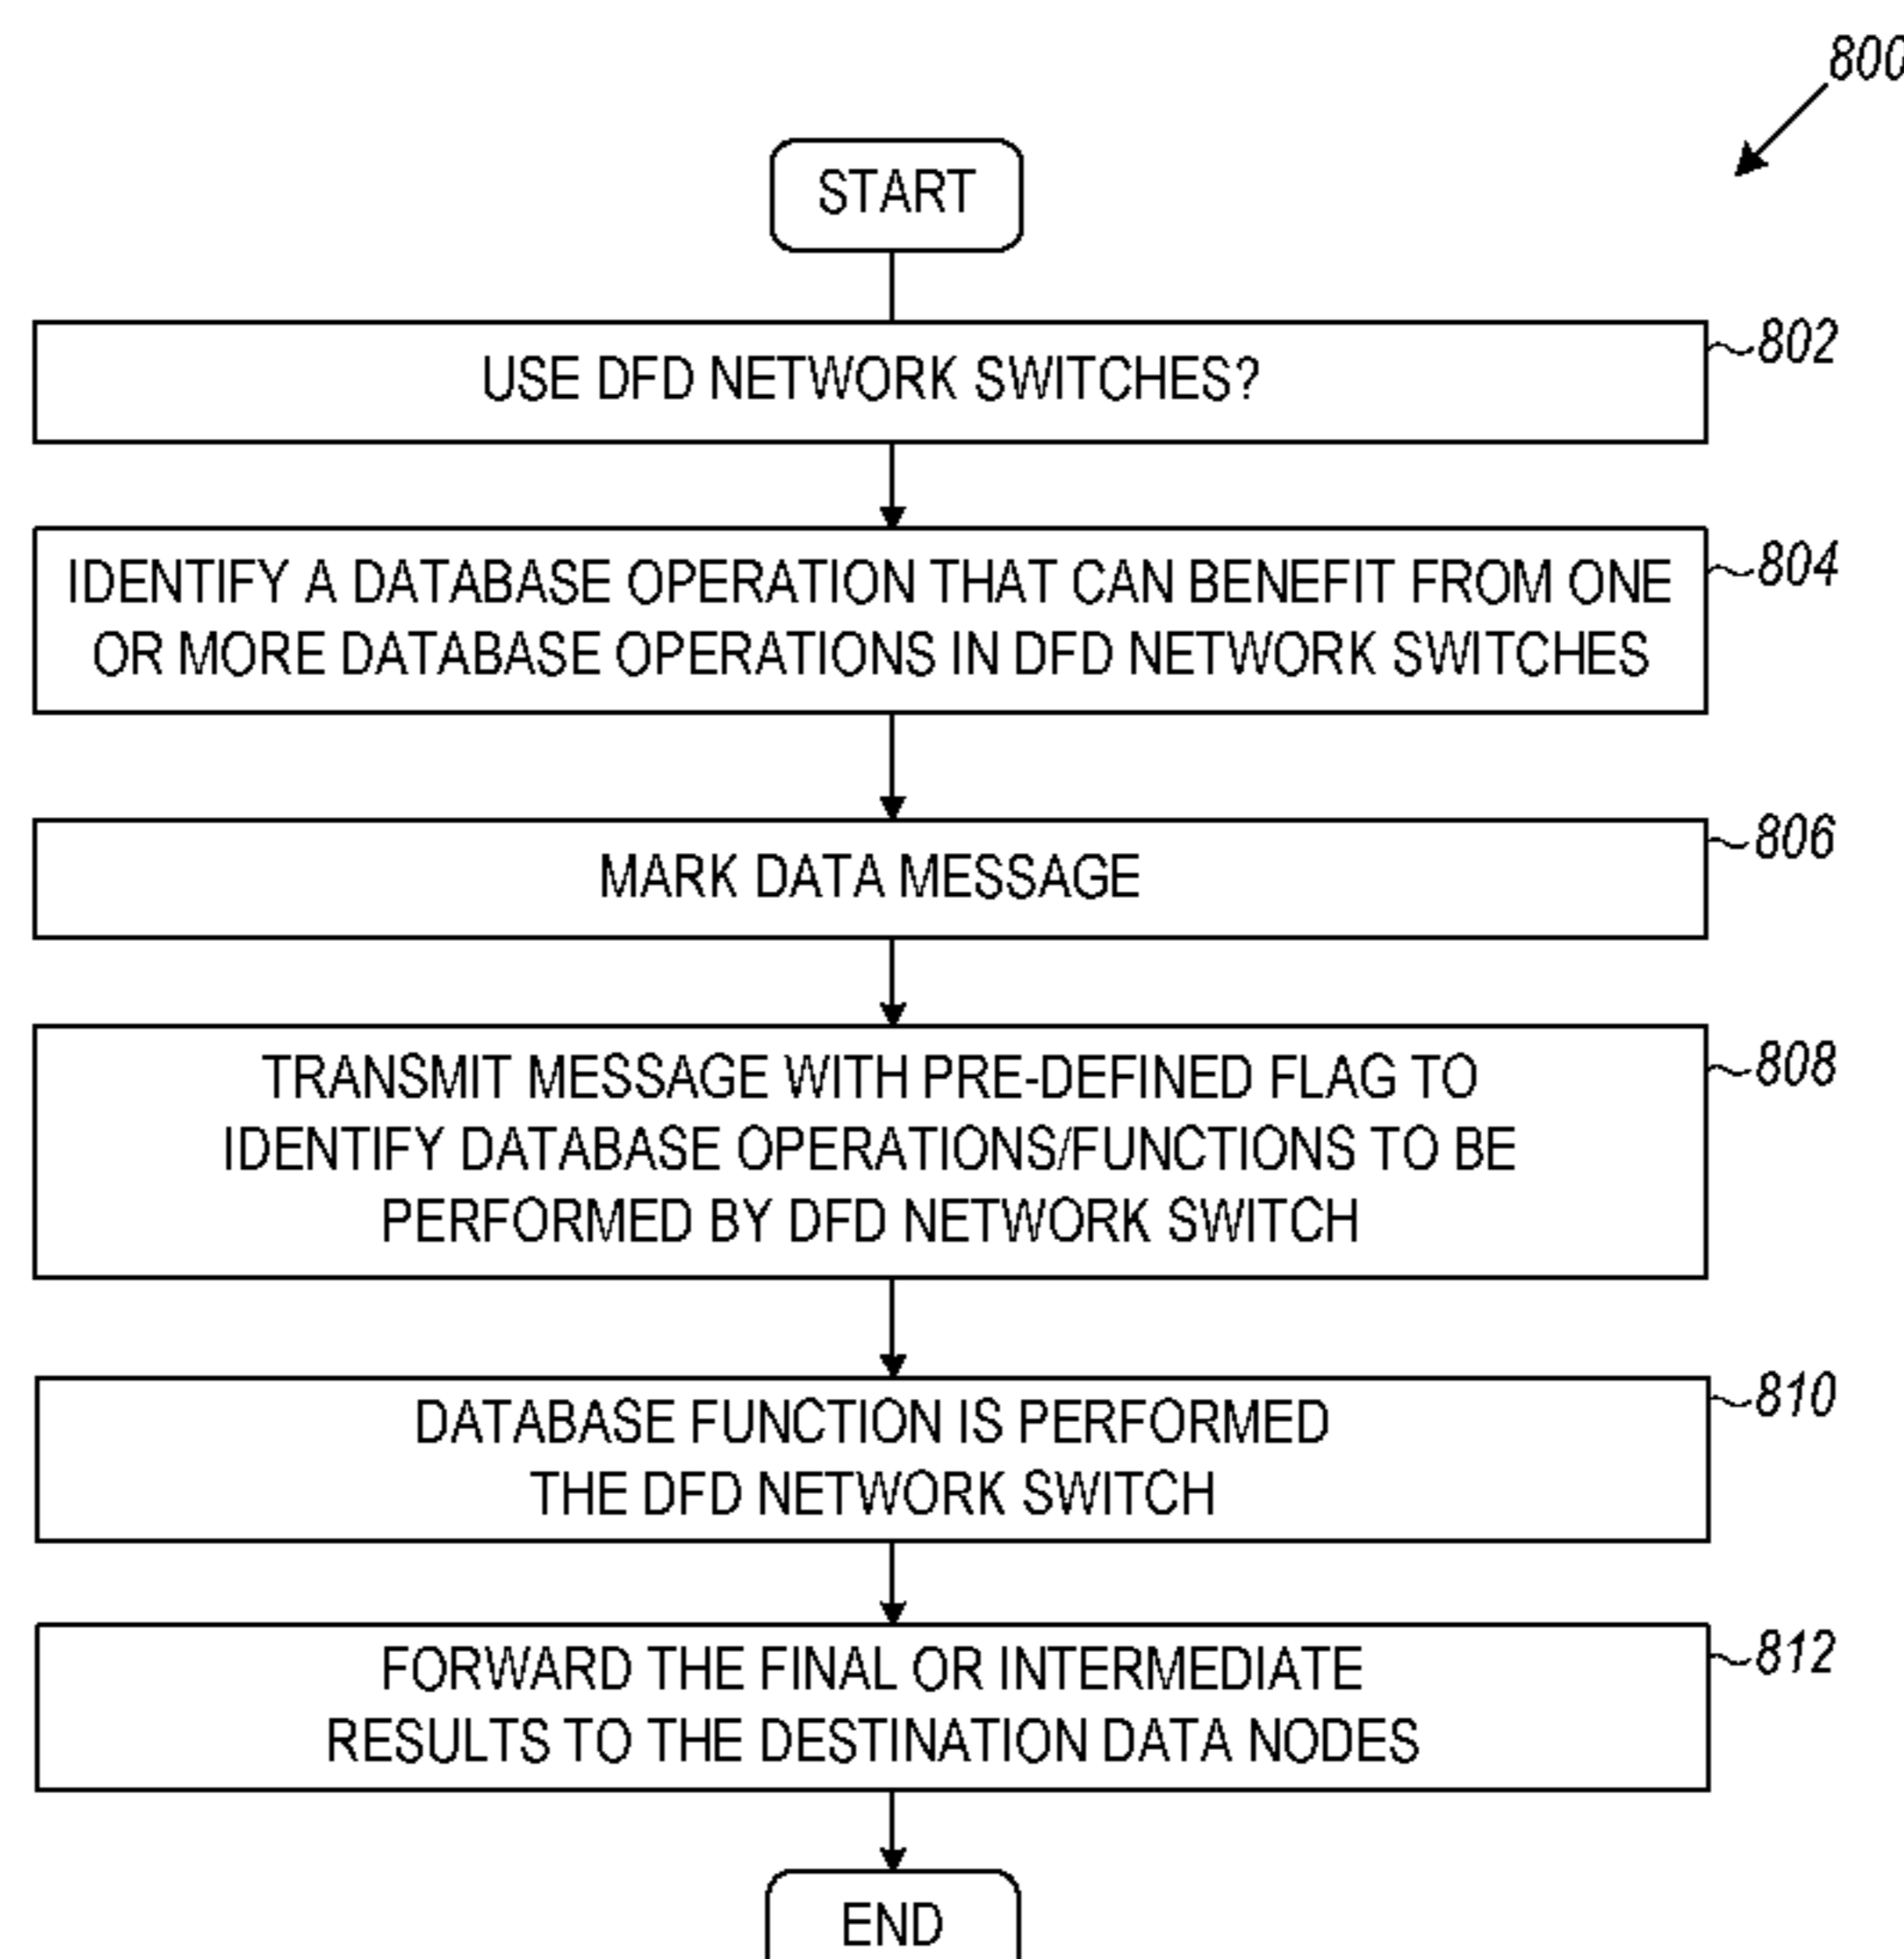 800
START
USE DFD NETWORK SWITCHES?
802
IDENTIFY A DATABASE OPERATION THAT CAN BENEFIT FROM ONE
OR MORE DATABASE OPERATIONS IN DFD NETWORK SWITCHES
804
MARK DATA MESSAGE
806
TRANSMIT MESSAGE WITH PRE-DEFINED FLAG TO
IDENTIFY DATABASE OPERATIONS/FUNCTIONS TO BE
PERFORMED BY DFD NETWORK SWITCH
808
DATABASE FUNCTION IS PERFORMED
THE DFD NETWORK SWITCH
810
FORWARD THE FINAL OR INTERMEDIATE
RESULTS TO THE DESTINATION DATA NODES
812
END